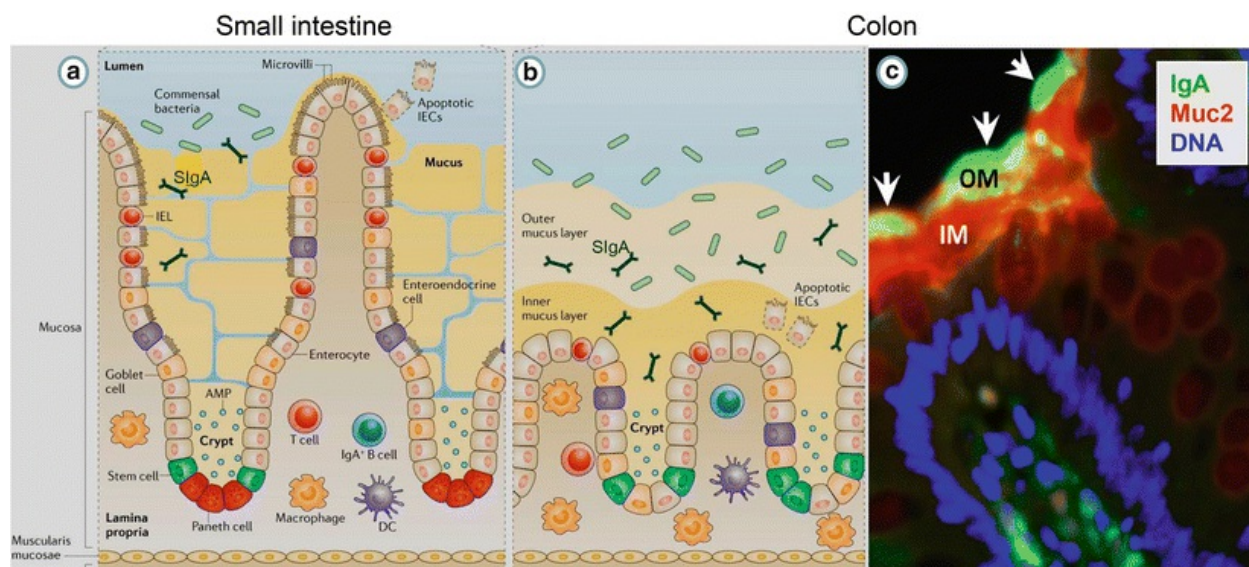 Small intestine
Colon
a
Lumen
Microvilli
Commensal
bacteria
Apoptotic
IECs
SIgA
Mucus
IEL
Enteroendocrine
cell
Mucosa
Enterocyte
Goblet
cell
AMP
Crypt
T cell
IgA⁺ B cell
Stem cell
Paneth cell
Macrophage
DC
Lamina
propria
Muscularis
mucosae
b
Outer
mucus layer
SIgA
Apoptotic
IECs
Inner
mucus layer
Crypt
c
IgA
Muc2
DNA
OM
IM